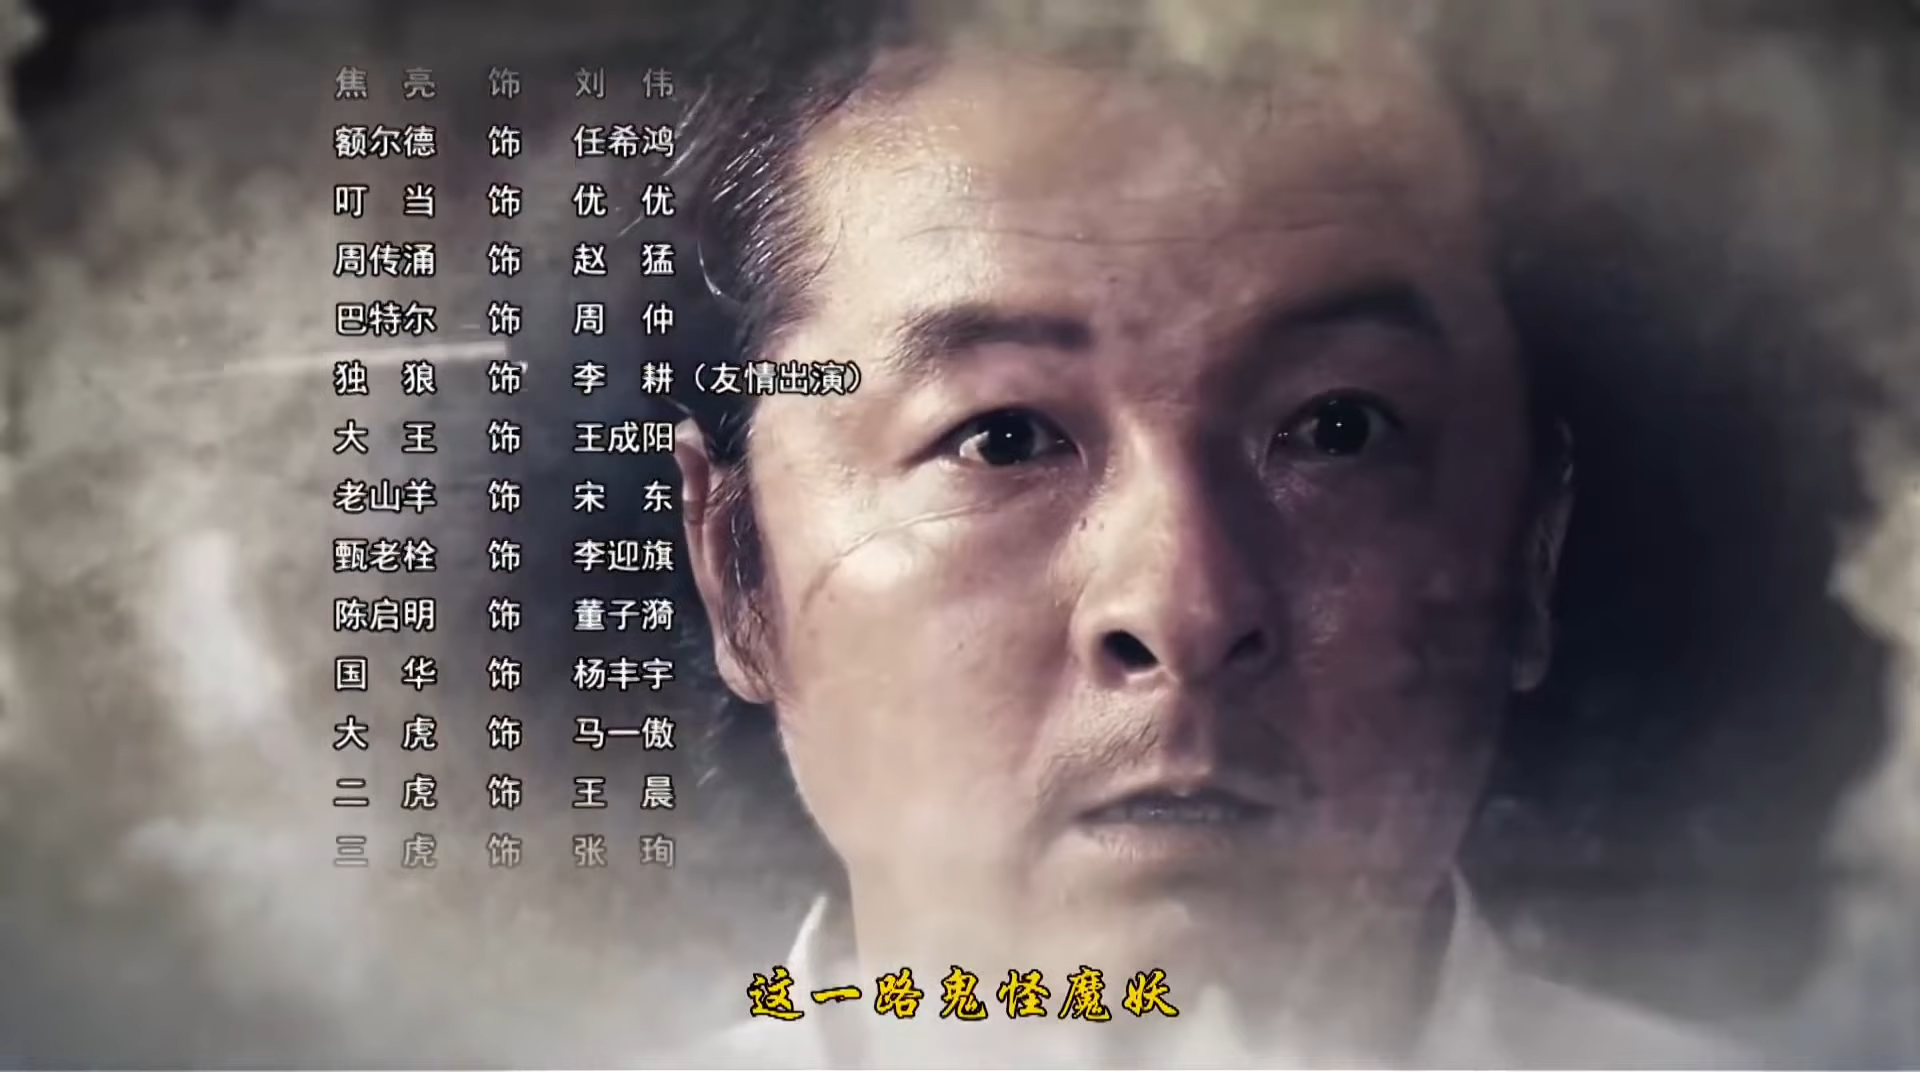 焦亮 饰 刘伟
额尔德 饰 任希鸿
叮当 饰 优优
周传涌 饰 赵猛
巴特尔 饰 周仲
独狼 饰 李耕（友情出演）
大王 饰 王成阳
老山羊 饰 宋东
甄老栓 饰 李迎旗
陈启明 饰 董子漪
国华 饰 杨丰宇
大虎 饰 马一傲
二虎 饰 王晨
三虎 饰 张珣
这一路鬼怪魔妖